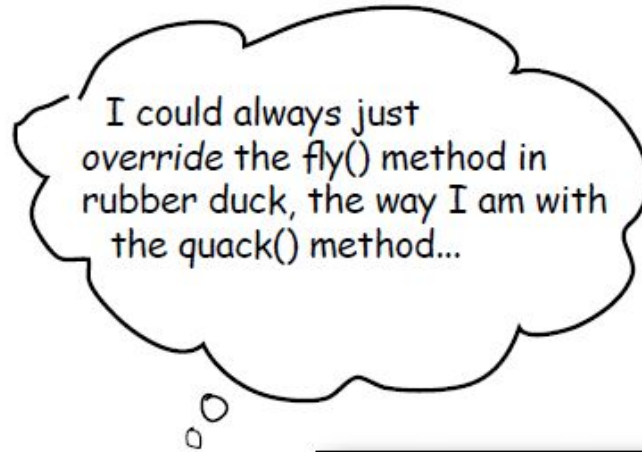 I could always just
override the fly() method in
rubber duck, the way I am with
the quack() method...